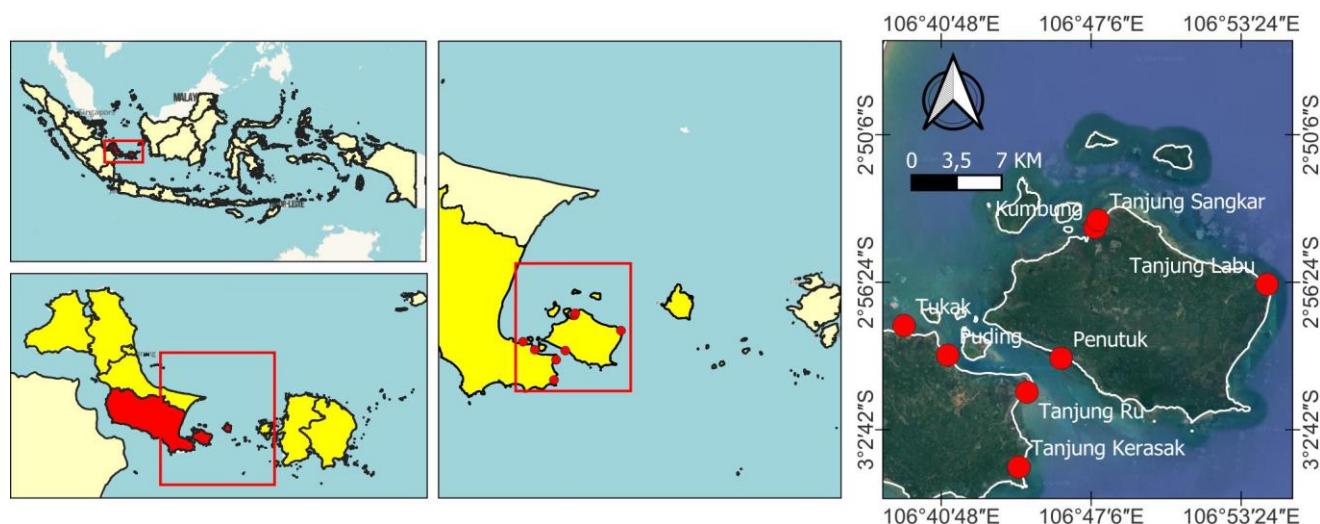 MALAY
Singapore
106°40′48″E 106°47′6″E 106°53′24″E
2°50′6″S 2°50′6″S
0 3,5 7 KM
Kumbung
Tanjung Sangkar
Tanjung Labu
2°56′24″S 2°56′24″S
Tukak
Puding
Penutuk
Tanjung Ru
3°2′42″S 3°2′42″S
Tanjung Kerasak
106°40′48″E 106°47′6″E 106°53′24″E